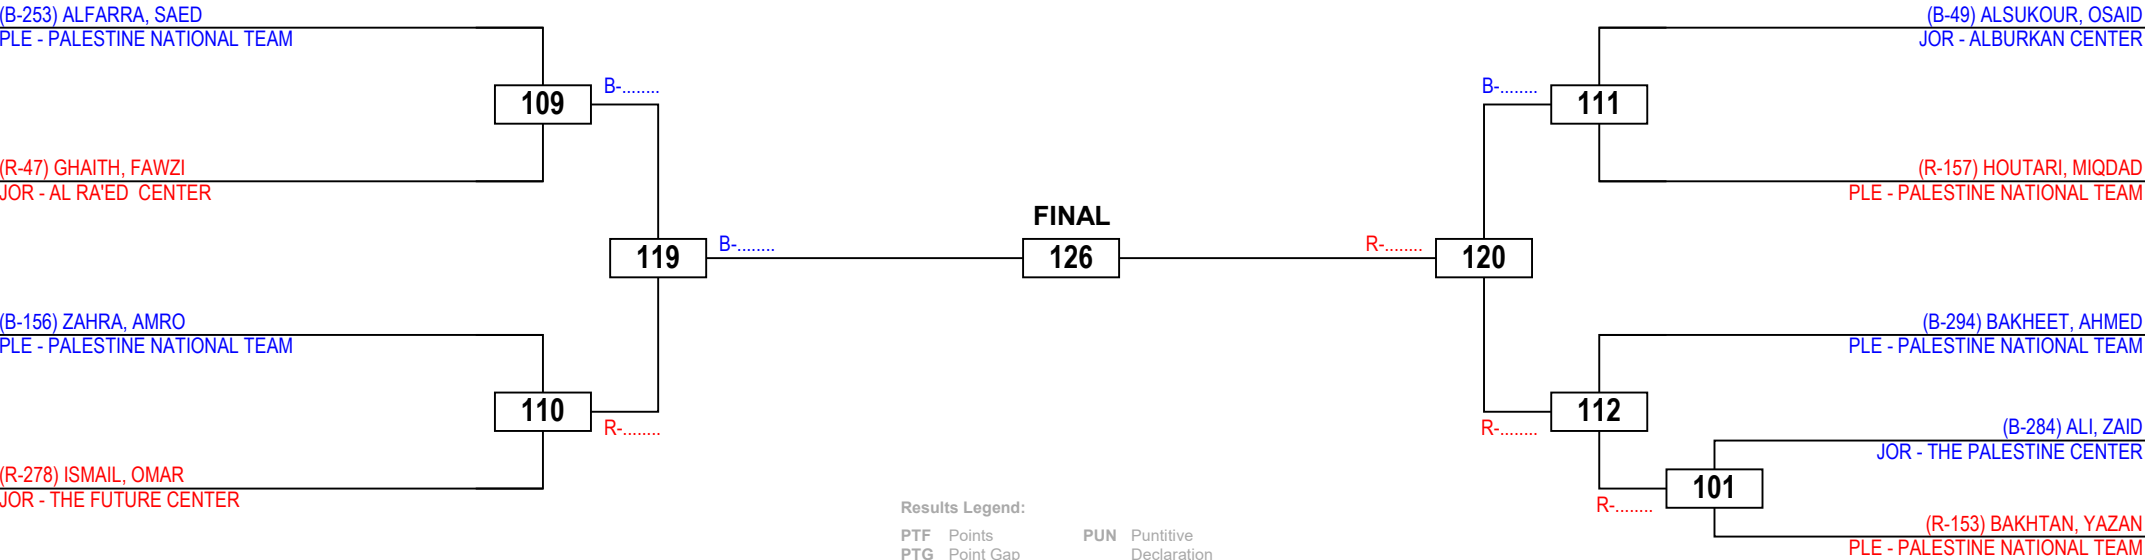 (B-253) ALFARRA, SAED
PLE - PALESTINE NATIONAL TEAM
109
B-........
(R-47) GHAITH, FAWZI
JOR - AL RA'ED  CENTER
119
B-........
(B-156) ZAHRA, AMRO
PLE - PALESTINE NATIONAL TEAM
110
R-........
(R-278) ISMAIL, OMAR
JOR - THE FUTURE CENTER
FINAL
126
(B-49) ALSUKOUR, OSAID
JOR - ALBURKAN CENTER
B-........
111
(R-157) HOUTARI, MIQDAD
PLE - PALESTINE NATIONAL TEAM
R-........
120
(B-294) BAKHEET, AHMED
PLE - PALESTINE NATIONAL TEAM
112
R-........
(B-284) ALI, ZAID
JOR - THE PALESTINE CENTER
101
R-........
(R-153) BAKHTAN, YAZAN
PLE - PALESTINE NATIONAL TEAM
Results Legend:
PTF Points
PTG Point Gap
PUN Puntitive
Declaration